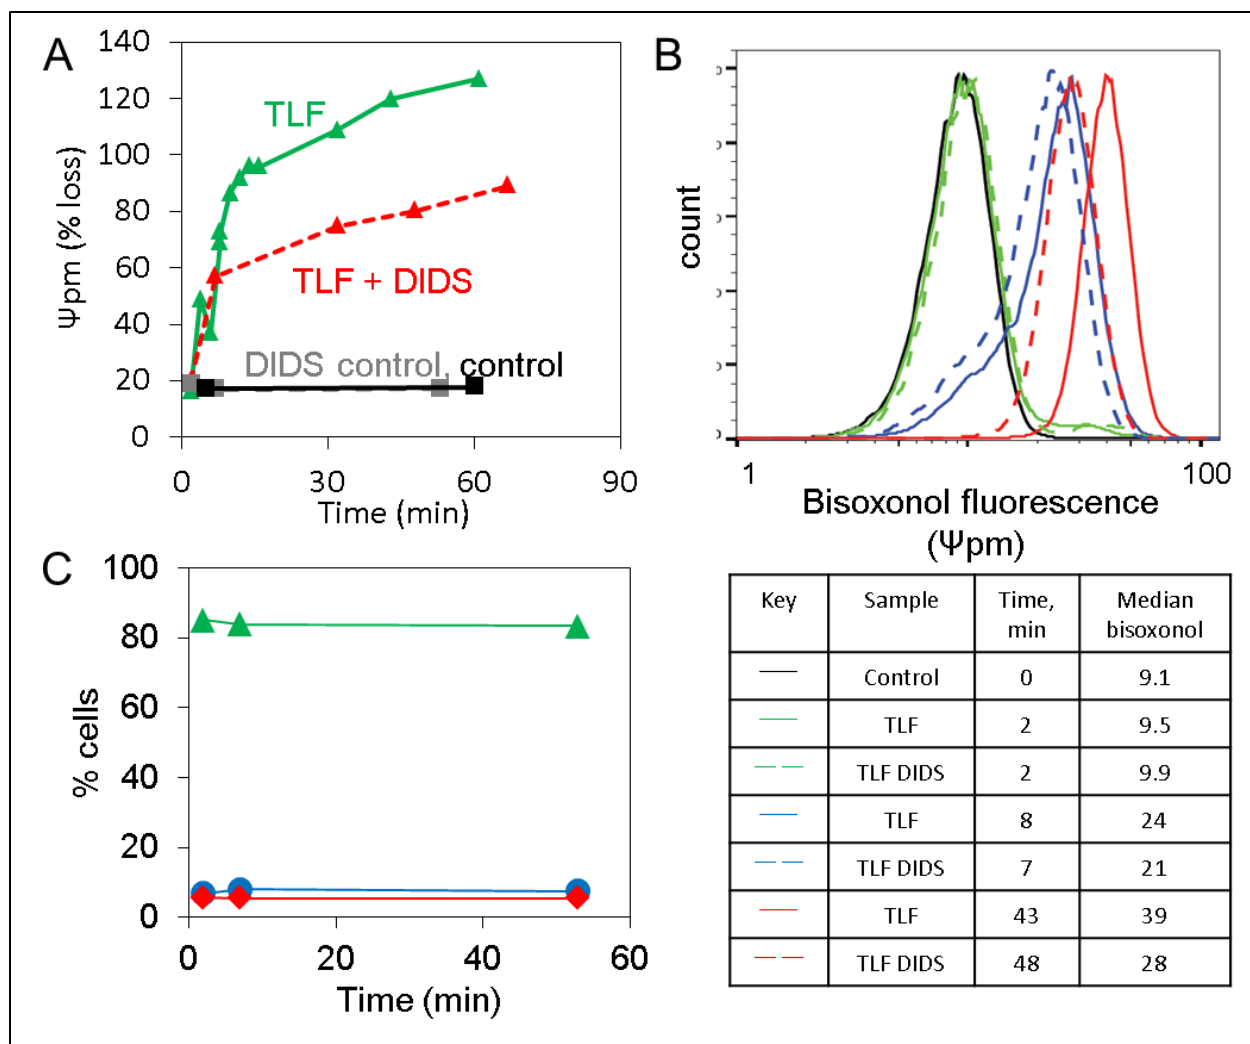 A
140
120
100
80
60
40
20
0
Ψpm (% loss)
TLF
TLF + DIDS
DIDS control, control
0 30 60 90
Time (min)
B
count
1 100
Bisoxonol fluorescence
(Ψpm)
C
100
80
60
40
20
0
% cells
0 20 40 60
Time (min)
Key Sample Time, min Median bisoxonol
Control 0 9.1
TLF 2 9.5
TLF DIDS 2 9.9
TLF 8 24
TLF DIDS 7 21
TLF 43 39
TLF DIDS 48 28